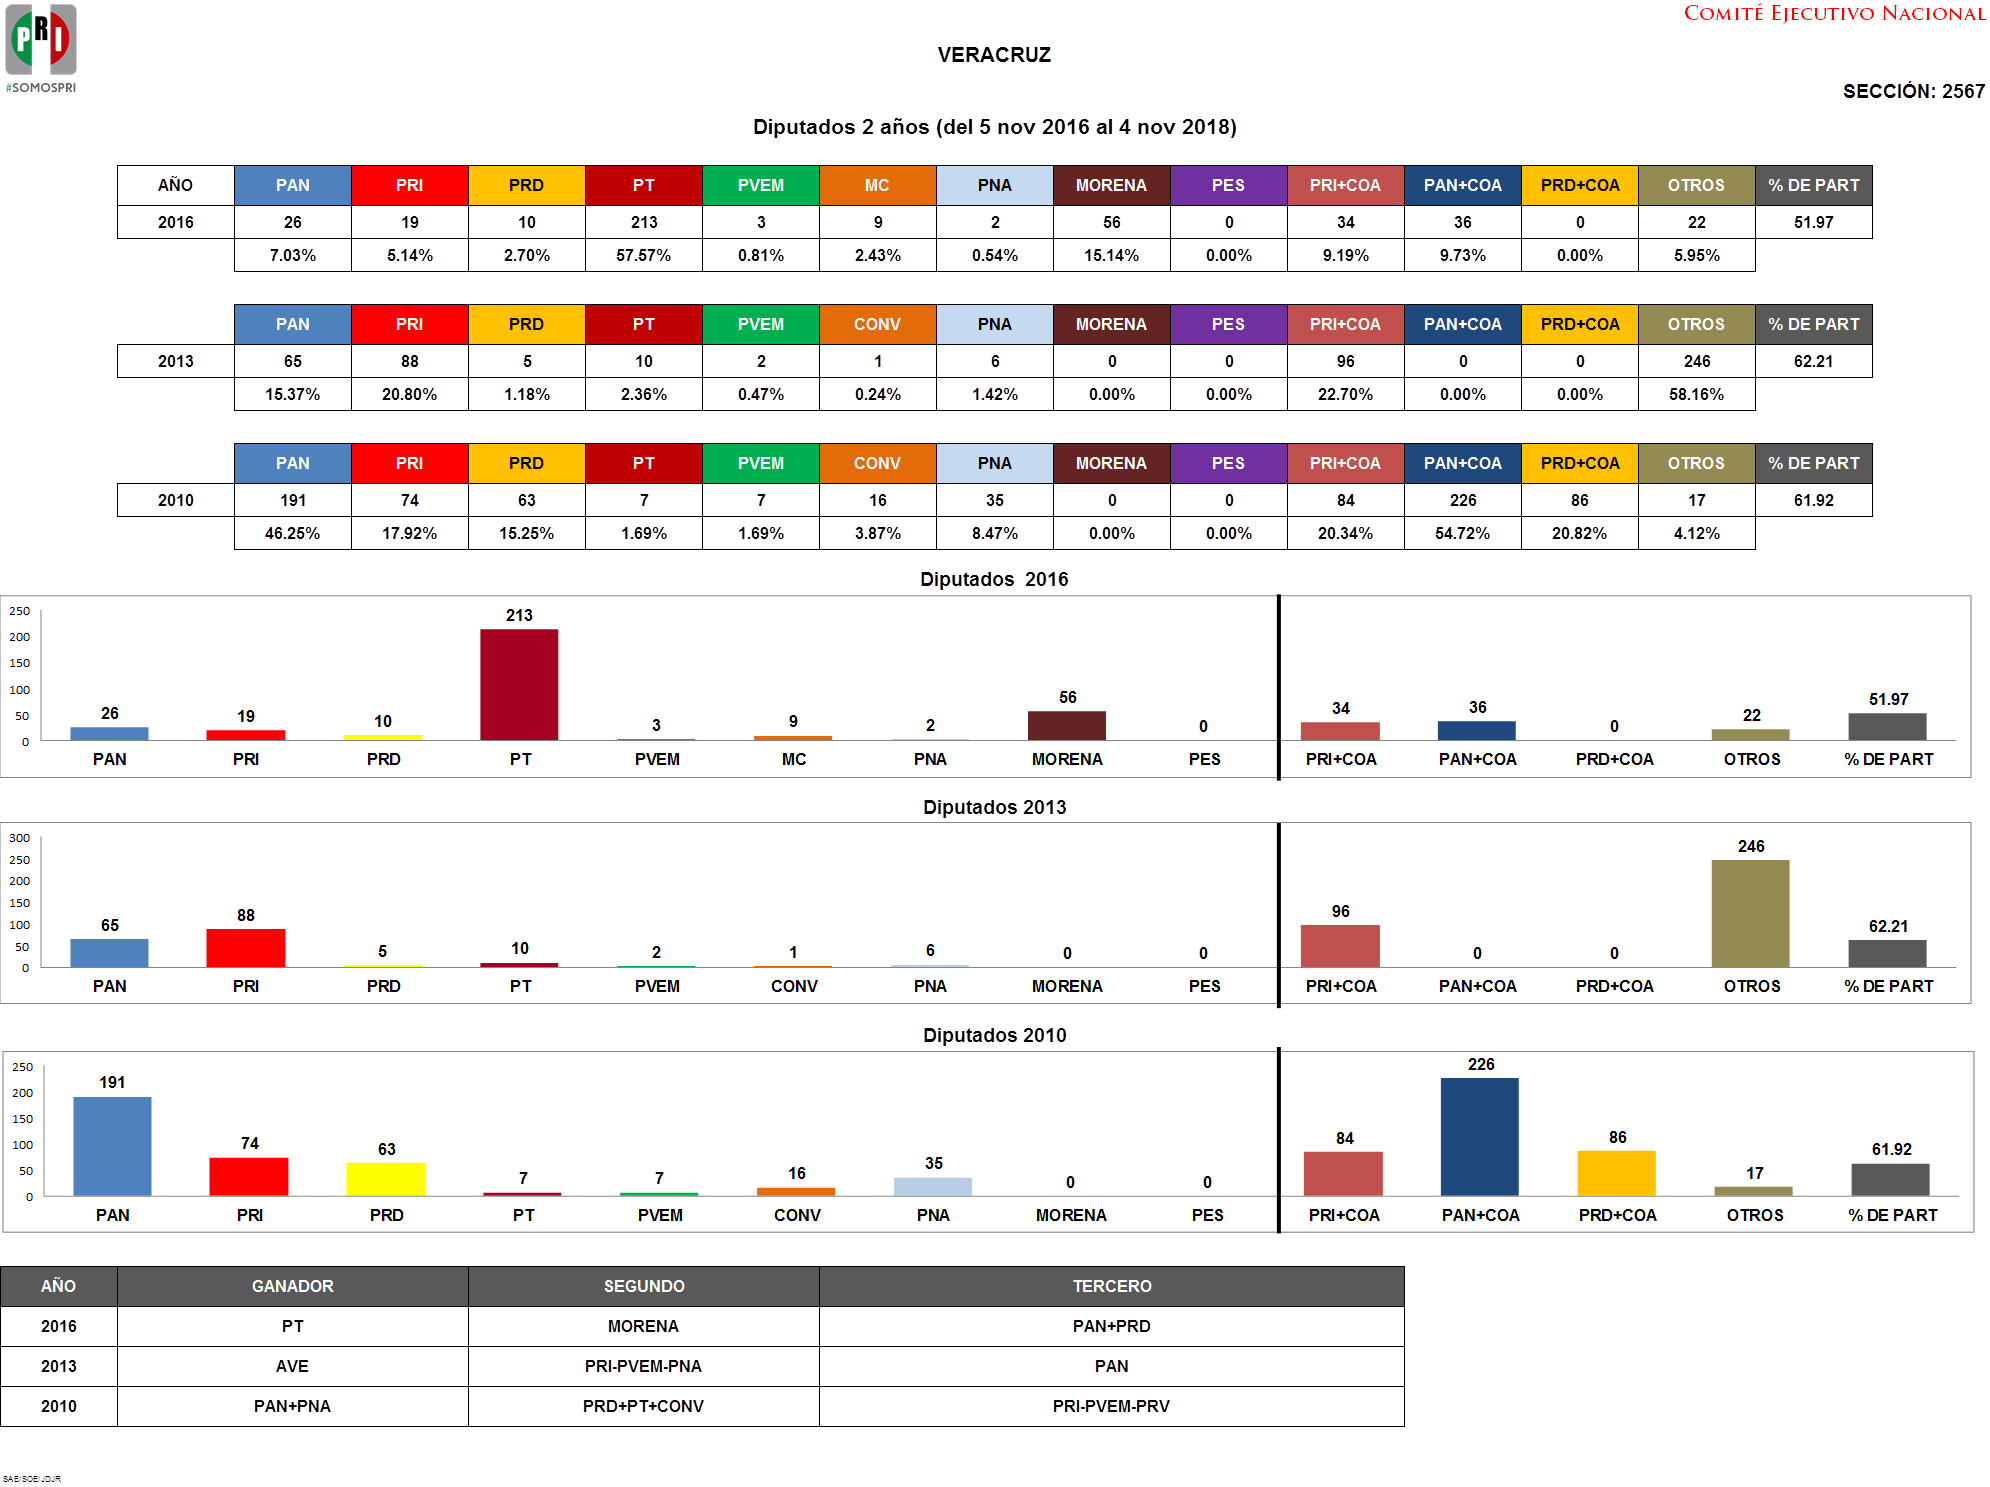 PRI
#SOMOSPRI
COMITÉ EJECUTIVO NACIONAL
VERACRUZ
SECCIÓN: 2567
Diputados 2 años (del 5 nov 2016 al 4 nov 2018)
AÑO PAN PRI PRD PT PVEM MC PNA MORENA PES PRI+COA PAN+COA PRD+COA OTROS % DE PART
2016 26 19 10 213 3 9 2 56 0 34 36 0 22 51.97
7.03% 5.14% 2.70% 57.57% 0.81% 2.43% 0.54% 15.14% 0.00% 9.19% 9.73% 0.00% 5.95%
PAN PRI PRD PT PVEM CONV PNA MORENA PES PRI+COA PAN+COA PRD+COA OTROS % DE PART
2013 65 88 5 10 2 1 6 0 0 96 0 0 246 62.21
15.37% 20.80% 1.18% 2.36% 0.47% 0.24% 1.42% 0.00% 0.00% 22.70% 0.00% 0.00% 58.16%
PAN PRI PRD PT PVEM CONV PNA MORENA PES PRI+COA PAN+COA PRD+COA OTROS % DE PART
2010 191 74 63 7 7 16 35 0 0 84 226 86 17 61.92
46.25% 17.92% 15.25% 1.69% 1.69% 3.87% 8.47% 0.00% 0.00% 20.34% 54.72% 20.82% 4.12%
Diputados 2016
250
200
150
100
50
0
26 19 10 213 3 9 2 56 0 34 36 0 22 51.97
PAN PRI PRD PT PVEM MC PNA MORENA PES PRI+COA PAN+COA PRD+COA OTROS % DE PART
Diputados 2013
300
250
200
150
100
50
0
65 88 5 10 2 1 6 0 0 96 0 0 246 62.21
PAN PRI PRD PT PVEM CONV PNA MORENA PES PRI+COA PAN+COA PRD+COA OTROS % DE PART
Diputados 2010
250
200
150
100
50
0
191 74 63 7 7 16 35 0 0 84 226 86 17 61.92
PAN PRI PRD PT PVEM CONV PNA MORENA PES PRI+COA PAN+COA PRD+COA OTROS % DE PART
AÑO GANADOR SEGUNDO TERCERO
2016 PT MORENA PAN+PRD
2013 AVE PRI-PVEM-PNA PAN
2010 PAN+PNA PRD+PT+CONV PRI-PVEM-PRV
SAE/SOE/JDJR